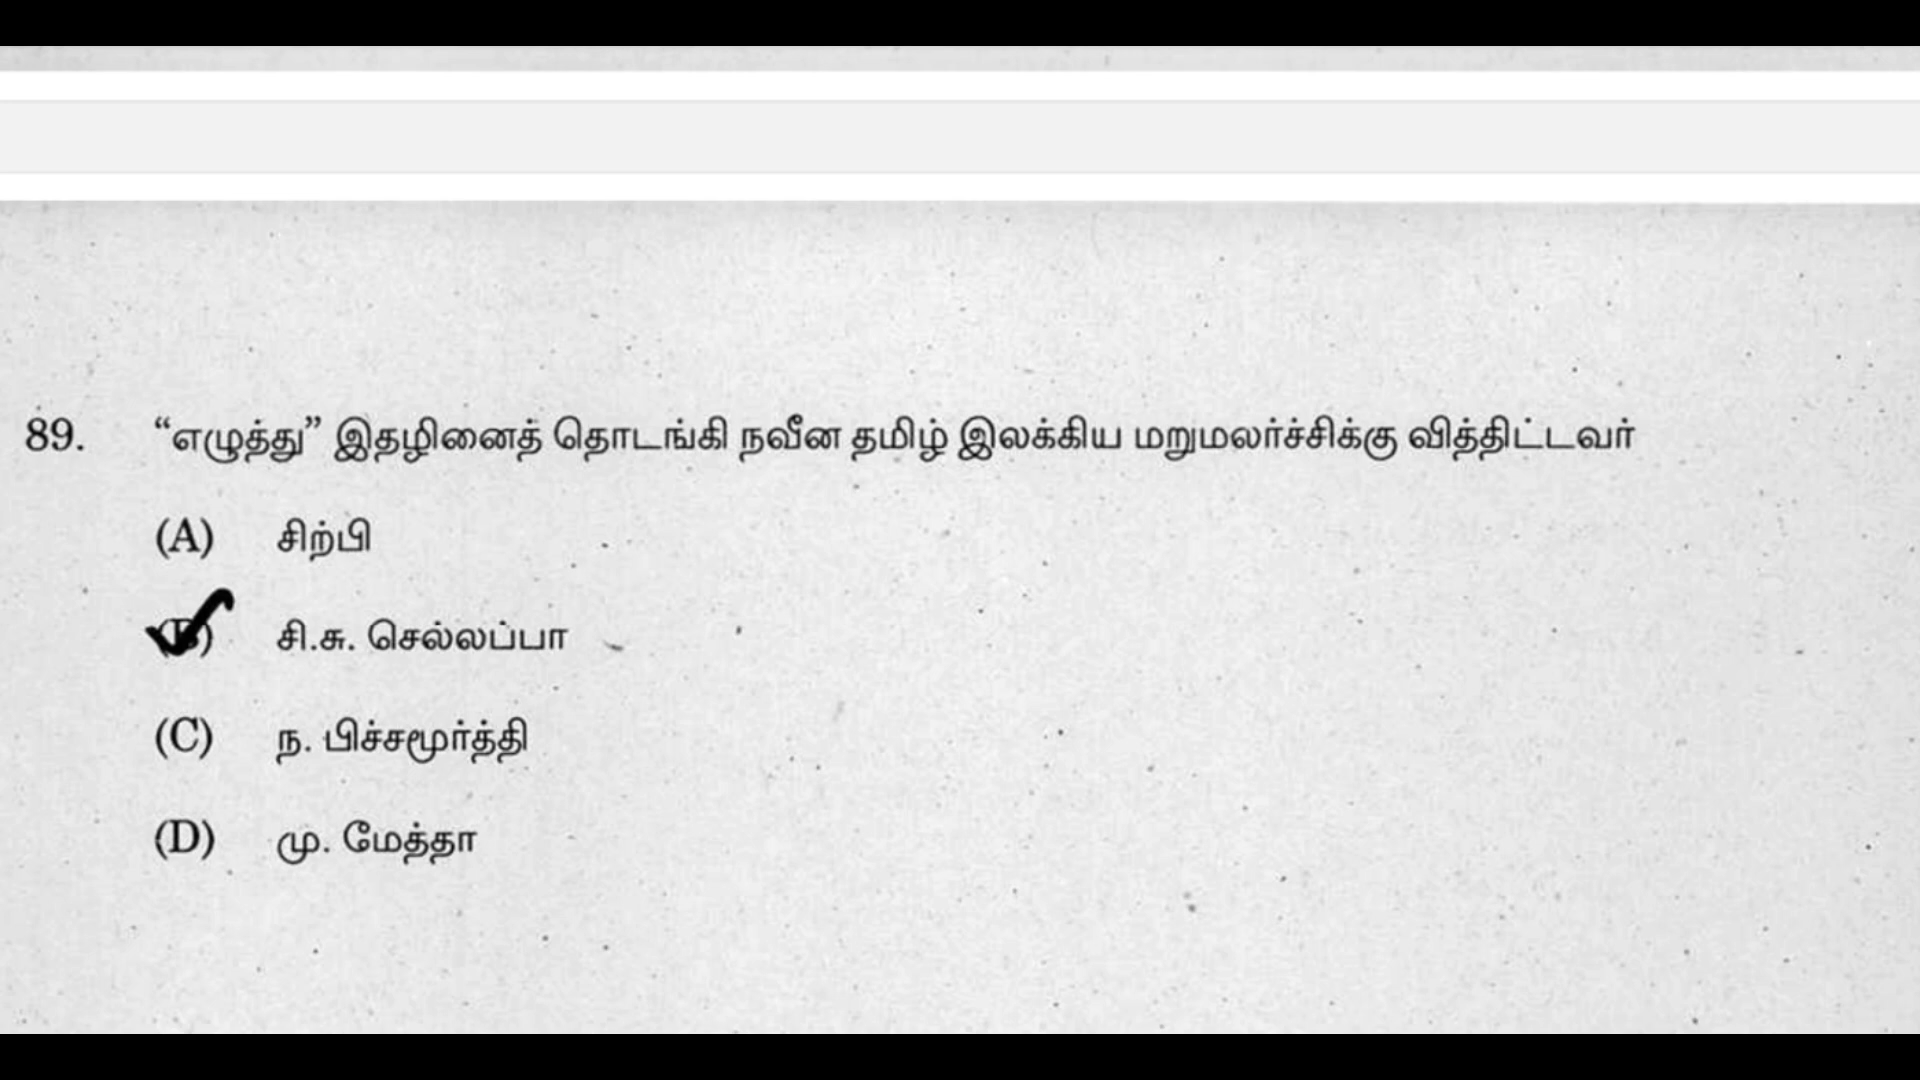 89. “எழுத்து” இதழினைத் தொடங்கி நவீன தமிழ் இலக்கிய மறுமலர்ச்சிக்கு வித்திட்டவர்
(A) சிற்பி
(B) சி.சு. செல்லப்பா
(C) ந. பிச்சமூர்த்தி
(D) மு. மேத்தா